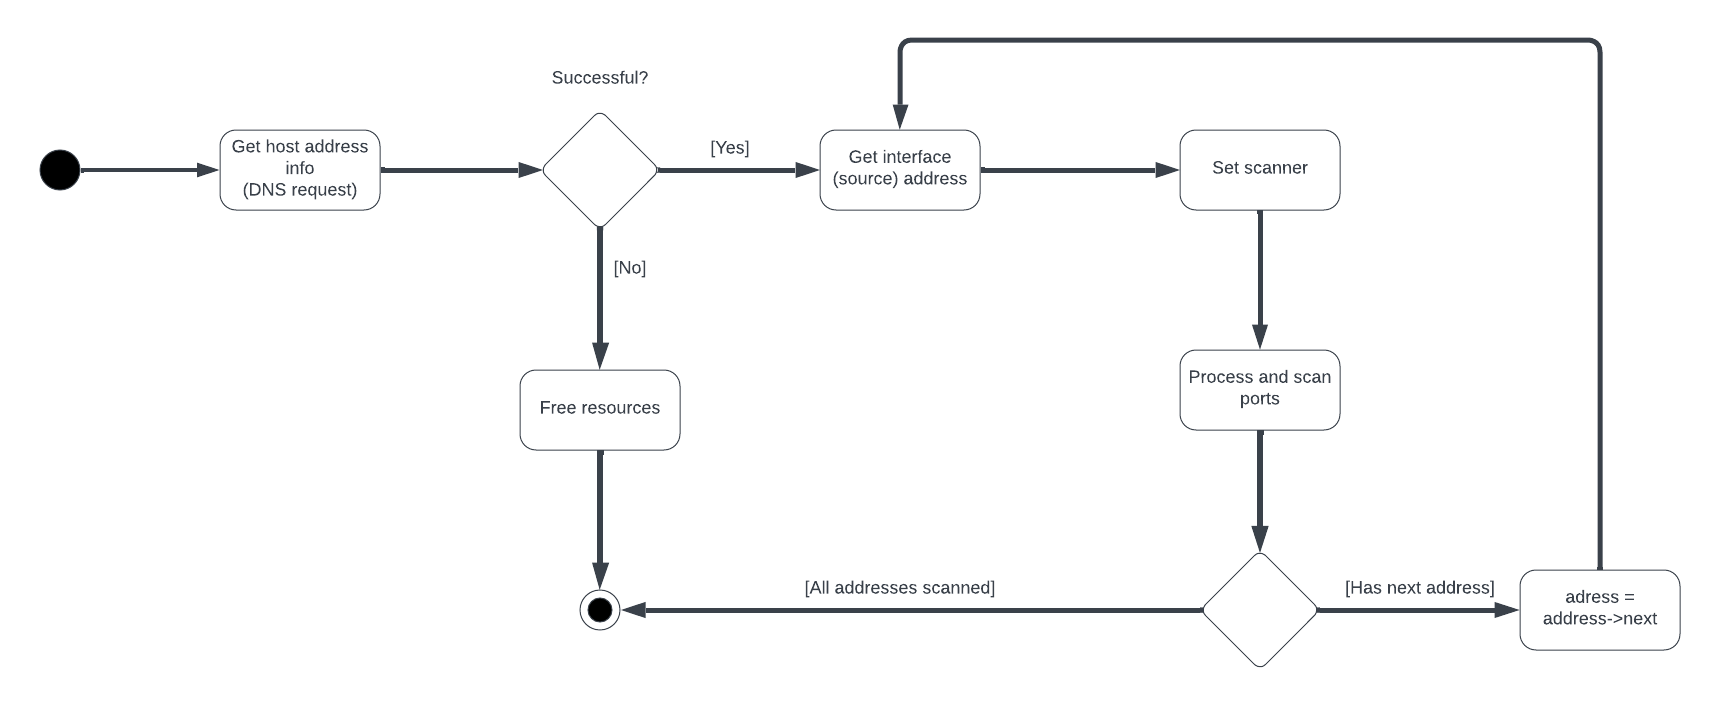 Successful?
Get host address
info
(DNS request)
[Yes]
Get interface
(source) address
Set scanner
[No]
Free resources
Process and scan
ports
[All addresses scanned]
[Has next address]
adress =
address->next